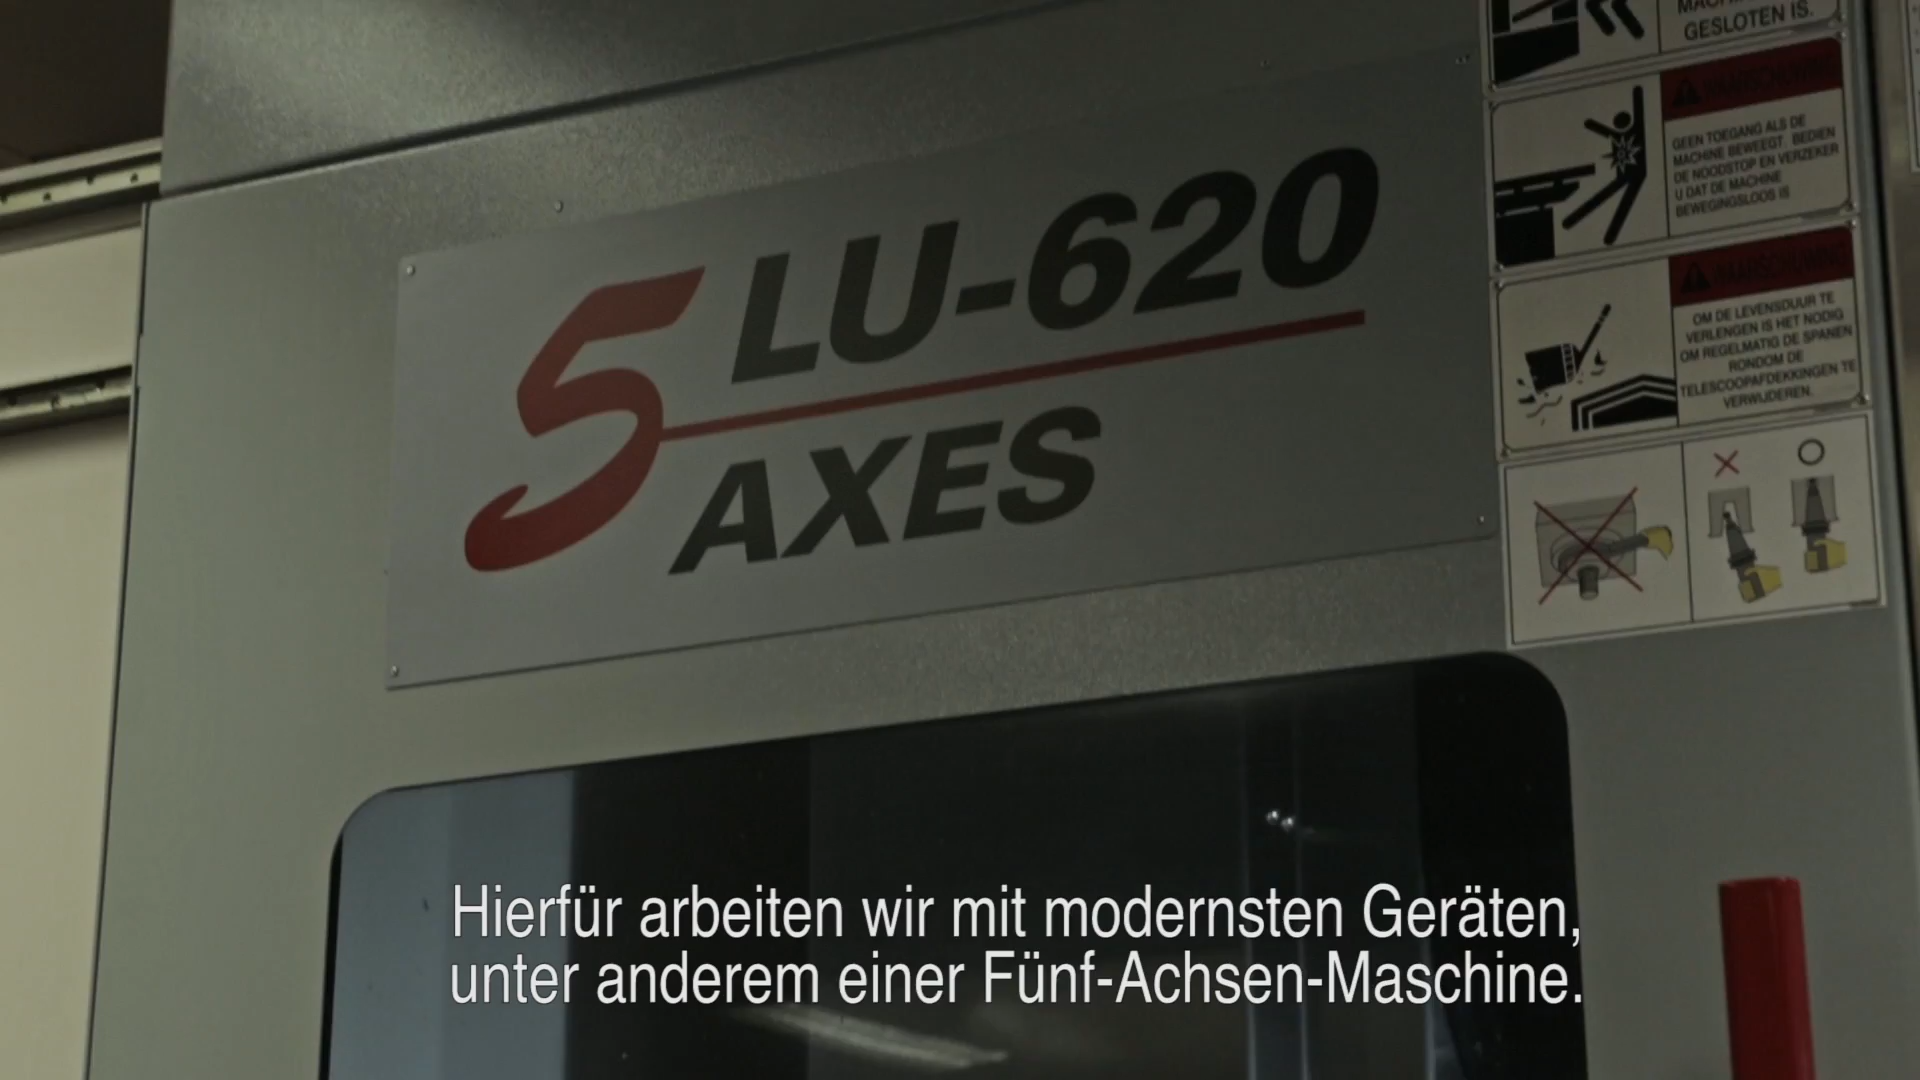 GESLOTEN IS.
WAARSCHUWING
GEEN TOEGANG ALS DE
MACHINE BEWEEGT. BEDIEN
DE NOODSTOP EN VERZEKER
U DAT DE MACHINE
BEWEGINGSLOOS IS
5
LU-620
AXES
WAARSCHUWING
OM DE LEVENSDUUR TE
VERLENGEN IS HET NODIG
OM REGELMATIG DE SPANEN
RONDOM DE
TELESCOOPAFDEKKINGEN TE
VERWIJDEREN.
Hierfür arbeiten wir mit modernsten Geräten,
unter anderem einer Fünf-Achsen-Maschine.